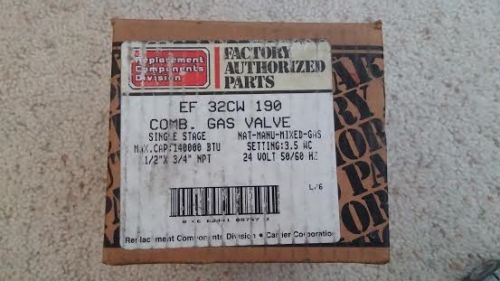 Replacement
Components
Division
FACTORY
AUTHORIZED
PARTS
EF 32CW 190
COMB. GAS VALVE
SINGLE STAGE NAT-MANU-MIXED-GAS
MAX.CAP:140000 BTU SETTING:3.5 WC
1/2"X 3/4" NPT 24 VOLT 50/60 HZ
Replacement Components Division • Carrier Corporation